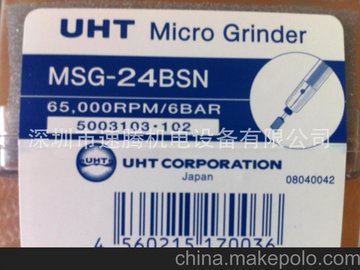 UHT Micro Grinder
MSG-24BSN
65,000RPM/6BAR
5003103-102
深圳市速腾机电设备有限公司
UHT UHT CORPORATION
Japan
08040042
4 560215 170036
china.makepolo.com